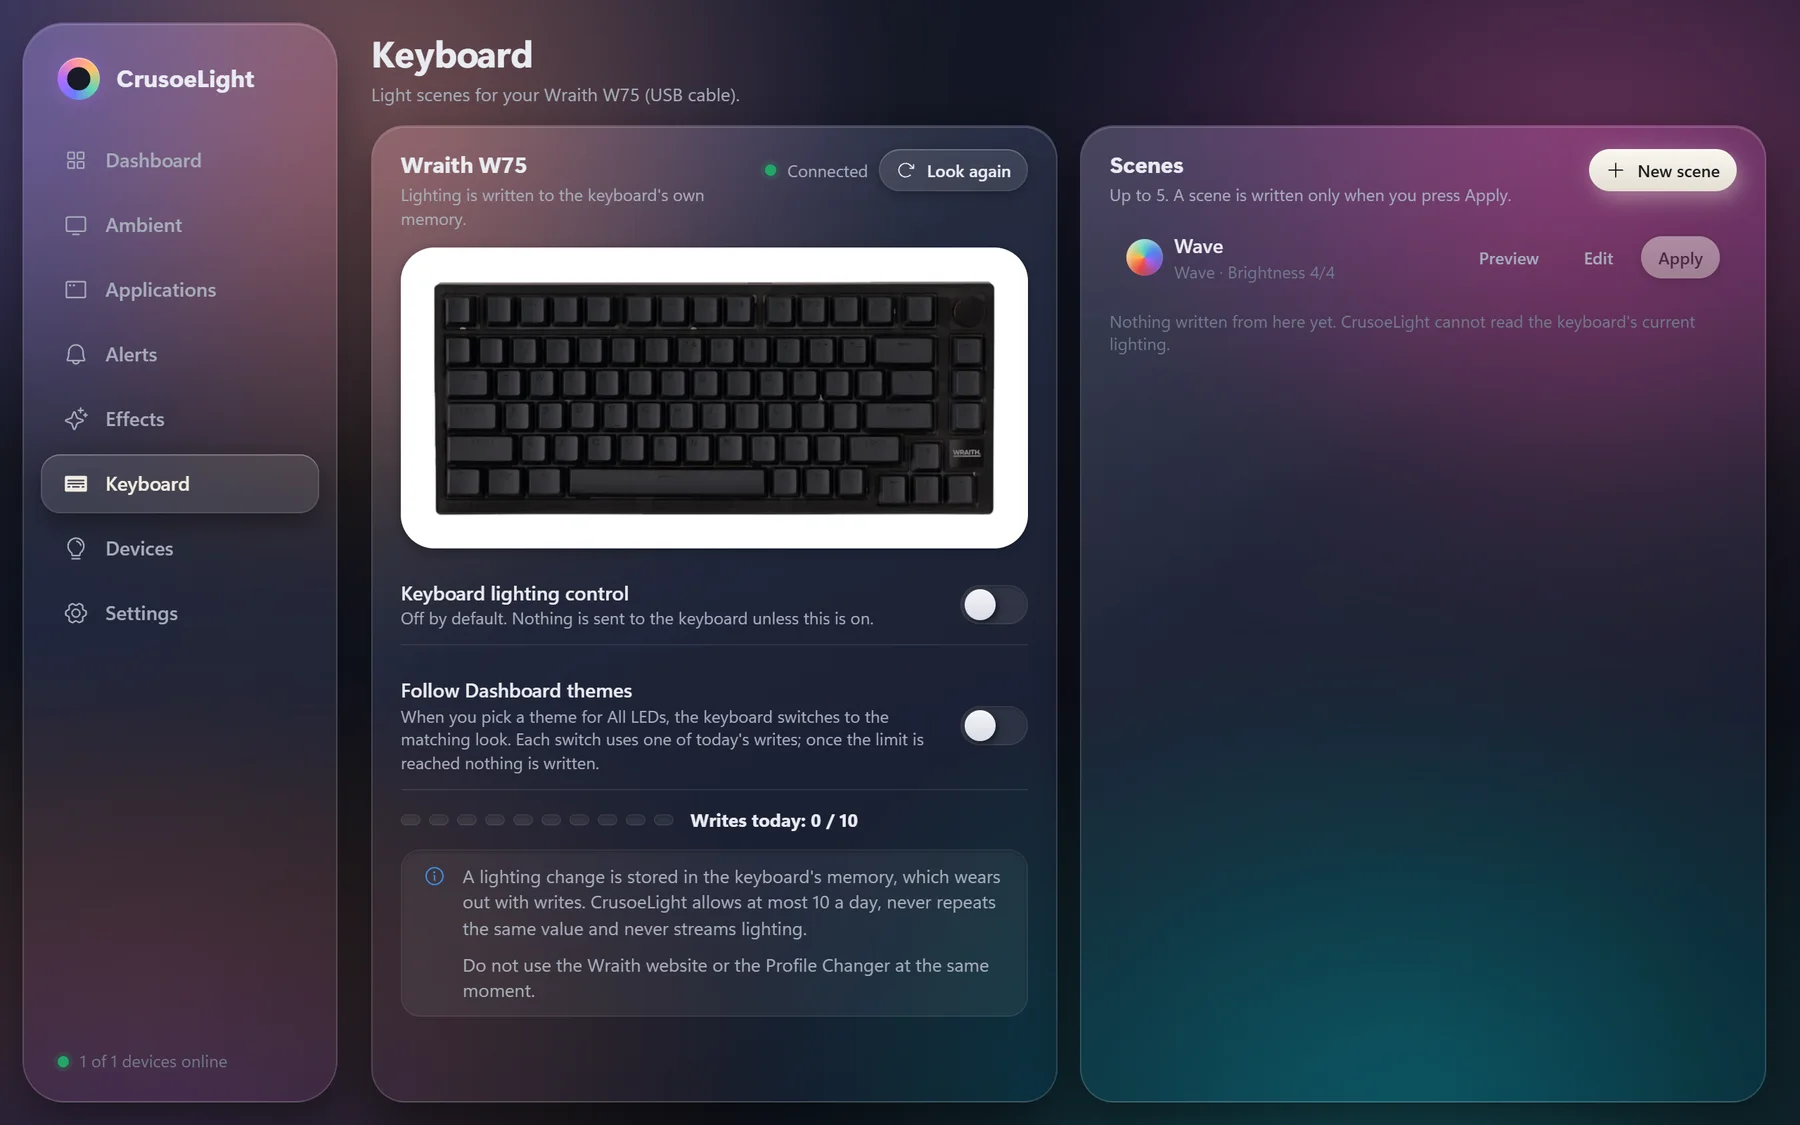 CrusoeLight
Dashboard
Ambient
Applications
Alerts
Effects
Keyboard
Devices
Settings
1 of 1 devices online
Keyboard
Light scenes for your Wraith W75 (USB cable).
Wraith W75
Lighting is written to the keyboard's own
memory.
Connected
Look again
WRAITH
Keyboard lighting control
Off by default. Nothing is sent to the keyboard unless this is on.
Follow Dashboard themes
When you pick a theme for All LEDs, the keyboard switches to the
matching look. Each switch uses one of today's writes; once the limit is
reached nothing is written.
Writes today: 0 / 10
A lighting change is stored in the keyboard's memory, which wears
out with writes. CrusoeLight allows at most 10 a day, never repeats
the same value and never streams lighting.
Do not use the Wraith website or the Profile Changer at the same
moment.
Scenes
Up to 5. A scene is written only when you press Apply.
New scene
Wave
Wave · Brightness 4/4
Preview
Edit
Apply
Nothing written from here yet. CrusoeLight cannot read the keyboard's current
lighting.